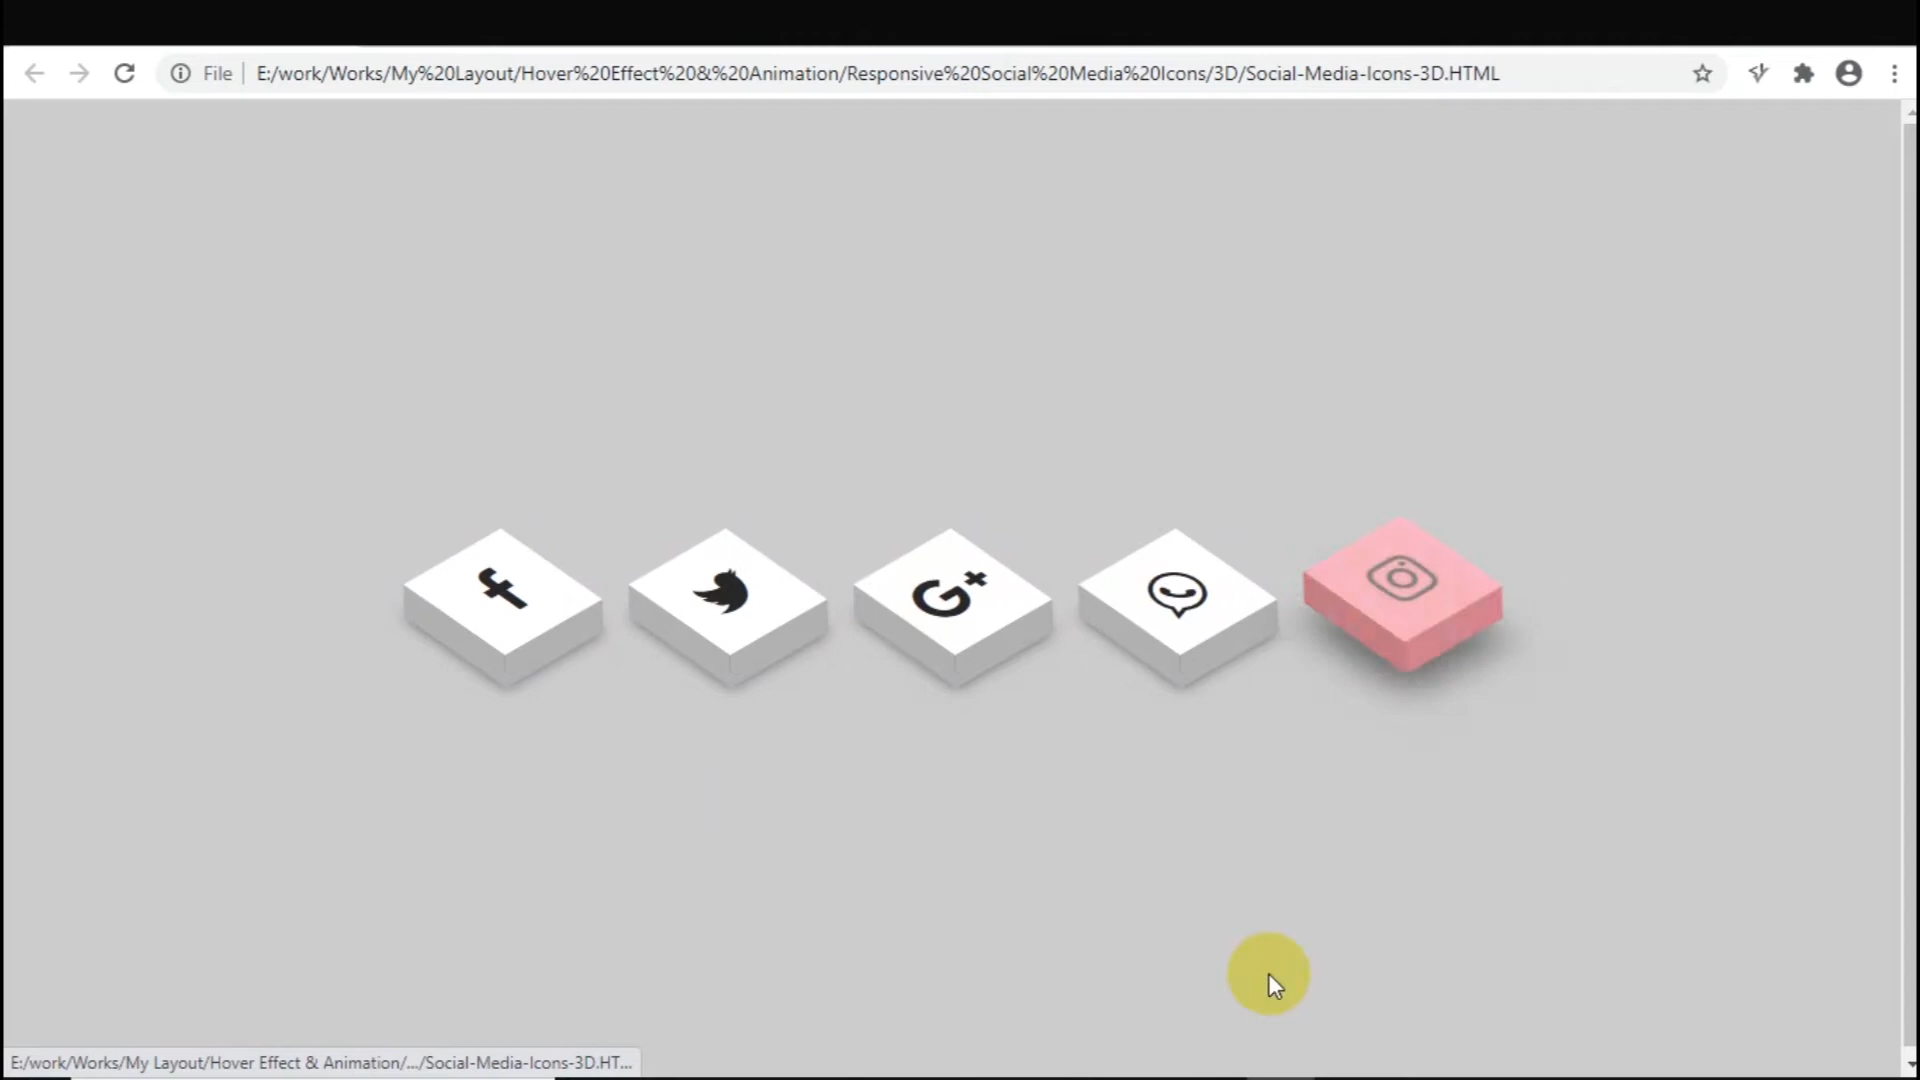 File
E:/work/Works/My%20Layout/Hover%20Effect%20&%20Animation/Responsive%20Social%20Media%20Icons/3D/Social-Media-Icons-3D.HTML
f
G+
E:/work/Works/My Layout/Hover Effect & Animation/.../Social-Media-Icons-3D.HT...